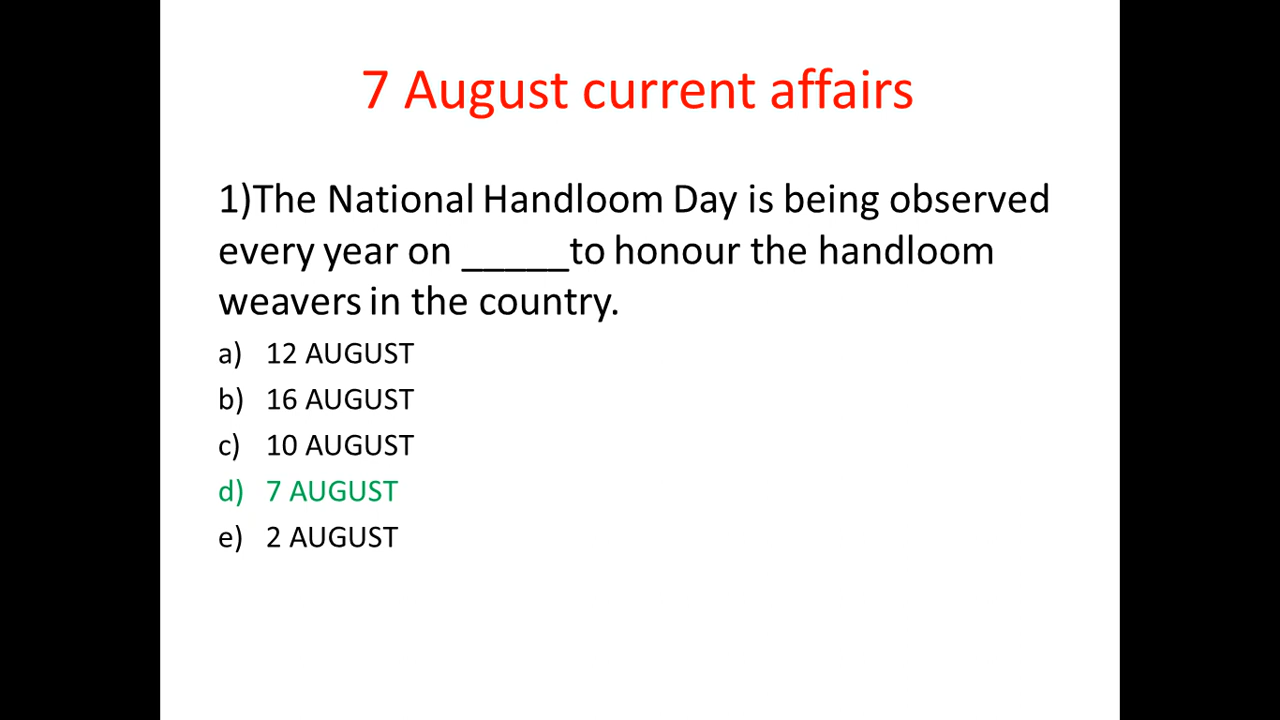 7 August current affairs
1)The National Handloom Day is being observed
every year on _____to honour the handloom
weavers in the country.
a) 12 AUGUST
b) 16 AUGUST
c) 10 AUGUST
d) 7 AUGUST
e) 2 AUGUST